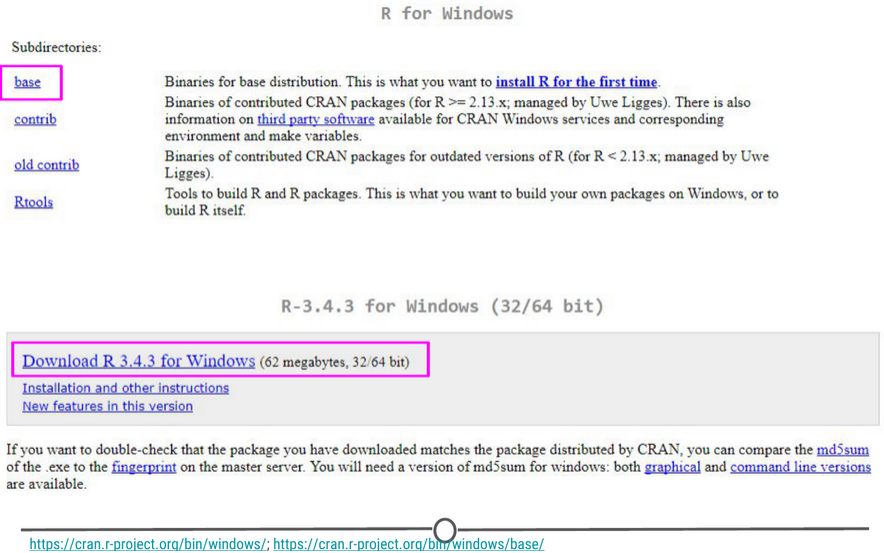 R for Windows
Subdirectories:
base Binaries for base distribution. This is what you want to install R for the first time.
Binaries of contributed CRAN packages (for R >= 2.13.x; managed by Uwe Ligges). There is also
contrib information on third party software available for CRAN Windows services and corresponding
environment and make variables.
Binaries of contributed CRAN packages for outdated versions of R (for R < 2.13.x; managed by Uwe
old contrib
Ligges).
Tools to build R and R packages. This is what you want to build your own packages on Windows, or to
Rtools
build R itself.
R-3.4.3 for Windows (32/64 bit)
Download R 3.4.3 for Windows (62 megabytes, 32/64 bit)
Installation and other instructions
New features in this version
If you want to double-check that the package you have downloaded matches the package distributed by CRAN, you can compare the md5sum
of the .exe to the fingerprint on the master server. You will need a version of md5sum for windows: both graphical and command line versions
are available.
https://cran.r-project.org/bin/windows/; https://cran.r-project.org/bin/windows/base/